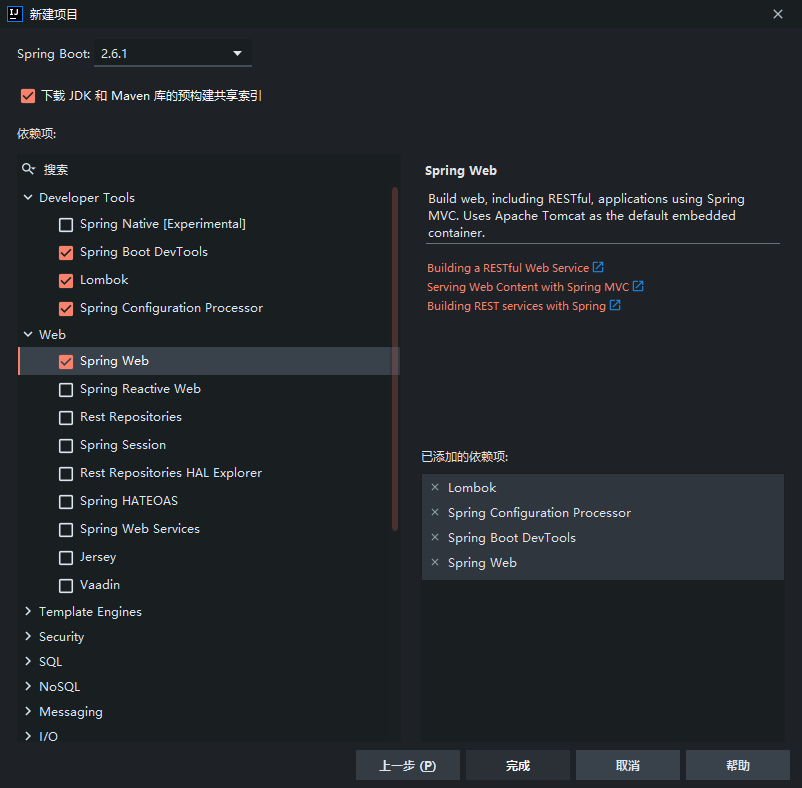 新建项目
Spring Boot: 2.6.1
下载 JDK 和 Maven 库的预构建共享索引
依赖项:
搜索
Developer Tools
Spring Native [Experimental]
Spring Boot DevTools
Lombok
Spring Configuration Processor
Web
Spring Web
Spring Reactive Web
Rest Repositories
Spring Session
Rest Repositories HAL Explorer
Spring HATEOAS
Spring Web Services
Jersey
Vaadin
Template Engines
Security
SQL
NoSQL
Messaging
I/O
Spring Web
Build web, including RESTful, applications using Spring
MVC. Uses Apache Tomcat as the default embedded
container.
Building a RESTful Web Service
Serving Web Content with Spring MVC
Building REST services with Spring
已添加的依赖项:
Lombok
Spring Configuration Processor
Spring Boot DevTools
Spring Web
上一步 (P) 完成 取消 帮助